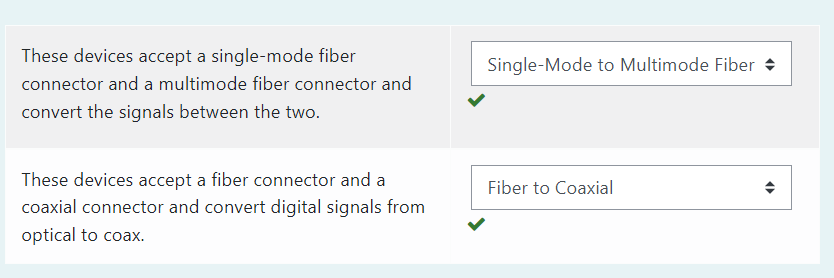 These devices accept a single-mode fiber
connector and a multimode fiber connector and
convert the signals between the two.
Single-Mode to Multimode Fiber
These devices accept a fiber connector and a
coaxial connector and convert digital signals from
optical to coax.
Fiber to Coaxial